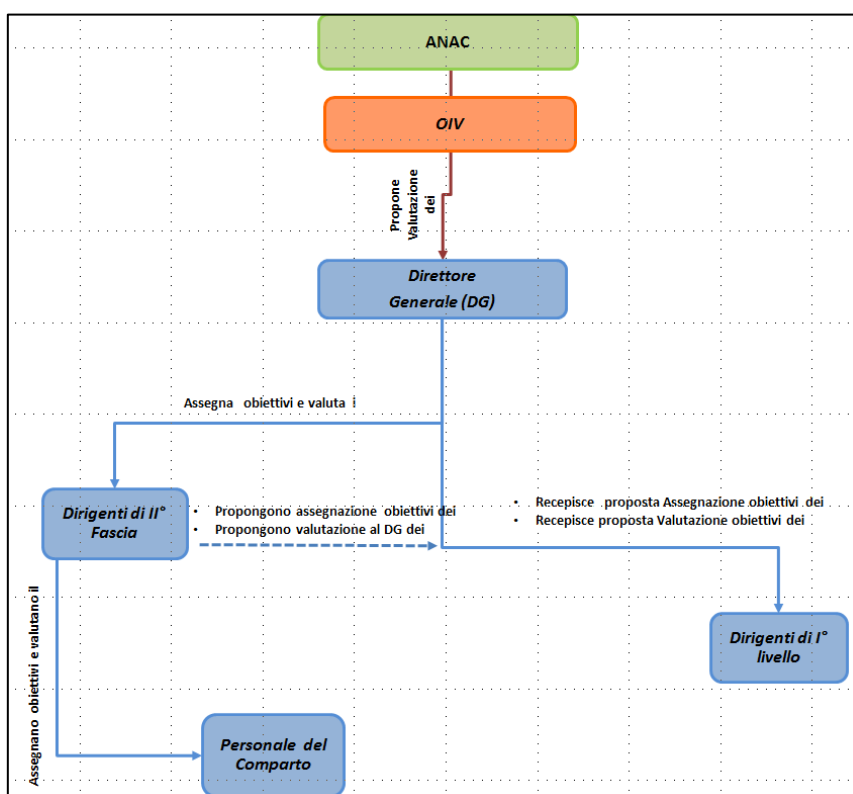 ANAC
OIV
Propone
Valutazione
dei
Direttore
Generale (DG)
Assegna obiettivi e valuta i
Dirigenti di II°
Fascia
• Propongono assegnazione obiettivi dei
• Propongono valutazione al DG dei
• Recepisce proposta Assegnazione obiettivi dei
• Recepisce proposta Valutazione obiettivi dei
Dirigenti di I°
livello
Assegnano obiettivi e valutano il
Personale del
Comparto